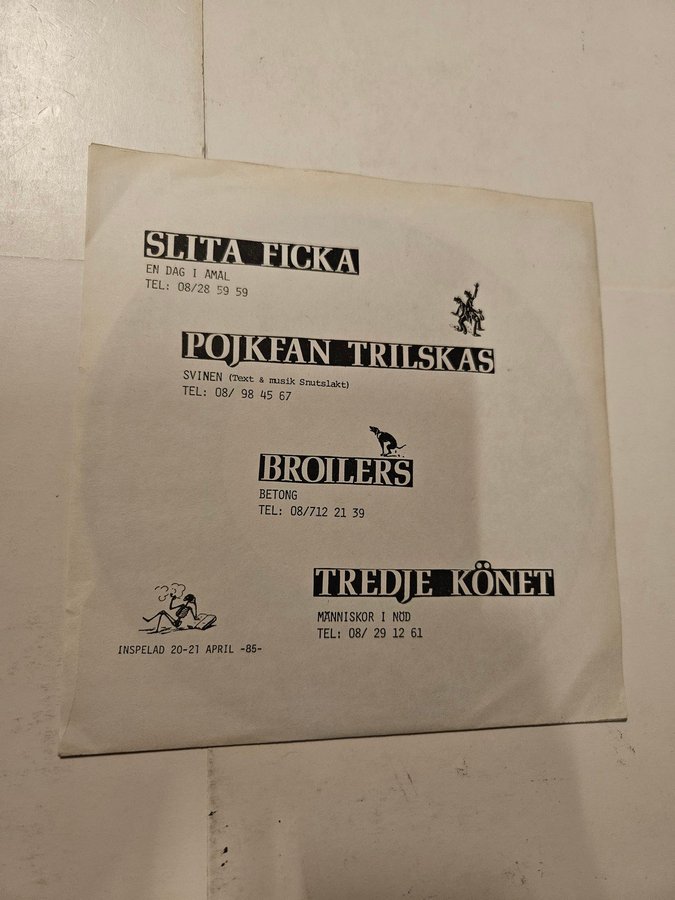 SLITA FICKA
EN DAG I AMAL
TEL: 08/28 59 59
POJKFAN TRILSKAS
SVINEN (Text & musik Snutslakt)
TEL: 08/ 98 45 67
BROILERS
BETONG
TEL: 08/712 21 39
TREDJE KÖNET
MÄNNISKOR I NÖD
TEL: 08/ 29 12 61
INSPELAD 20-21 APRIL -85-